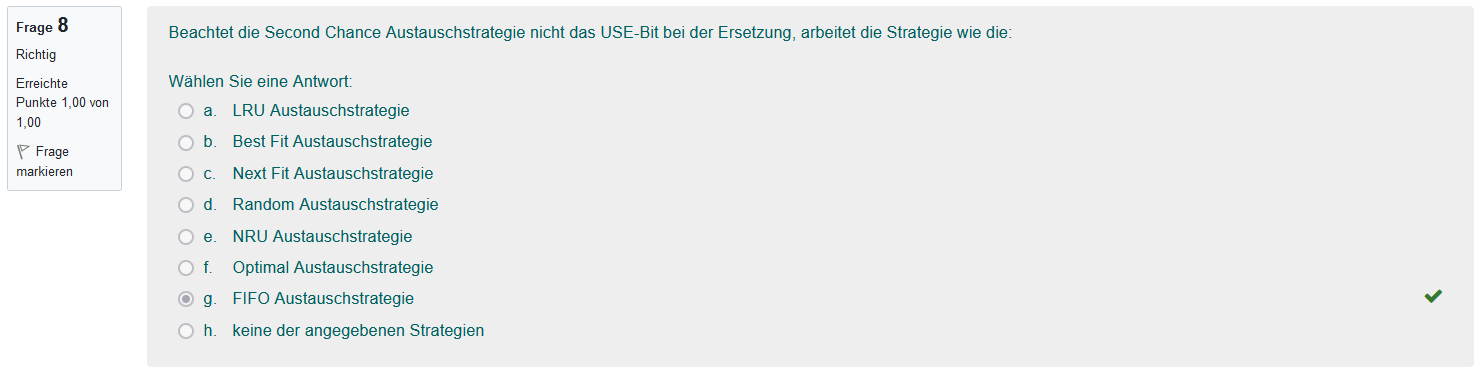 Frage 8
Richtig
Erreichte
Punkte 1,00 von
1,00
Frage
markieren
Beachtet die Second Chance Austauschstrategie nicht das USE-Bit bei der Ersetzung, arbeitet die Strategie wie die:
Wählen Sie eine Antwort:
a. LRU Austauschstrategie
b. Best Fit Austauschstrategie
c. Next Fit Austauschstrategie
d. Random Austauschstrategie
e. NRU Austauschstrategie
f. Optimal Austauschstrategie
g. FIFO Austauschstrategie
h. keine der angegebenen Strategien